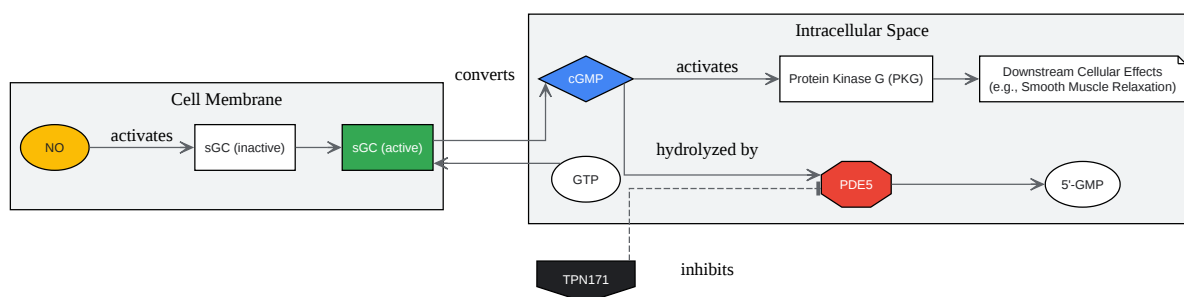 Intracellular Space
converts
cGMP
activates
Protein Kinase G (PKG)
Downstream Cellular Effects
(e.g., Smooth Muscle Relaxation)
Cell Membrane
NO
activates
sGC (inactive)
sGC (active)
hydrolyzed by
GTP
PDE5
5'-GMP
TPN171
inhibits